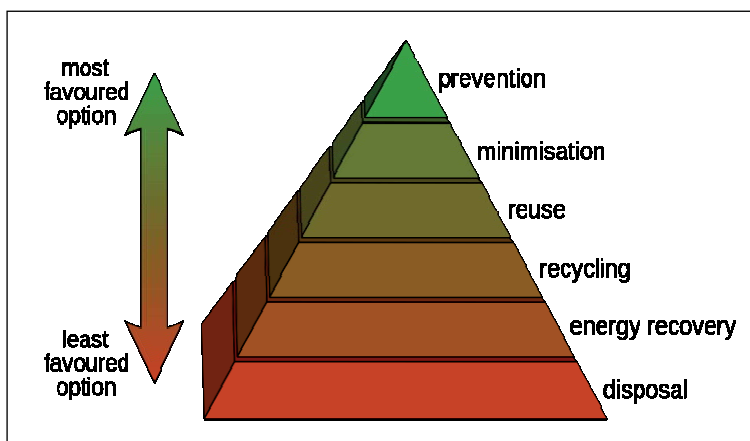 most
favoured
option
prevention
minimisation
reuse
recycling
energy recovery
disposal
least
favoured
option